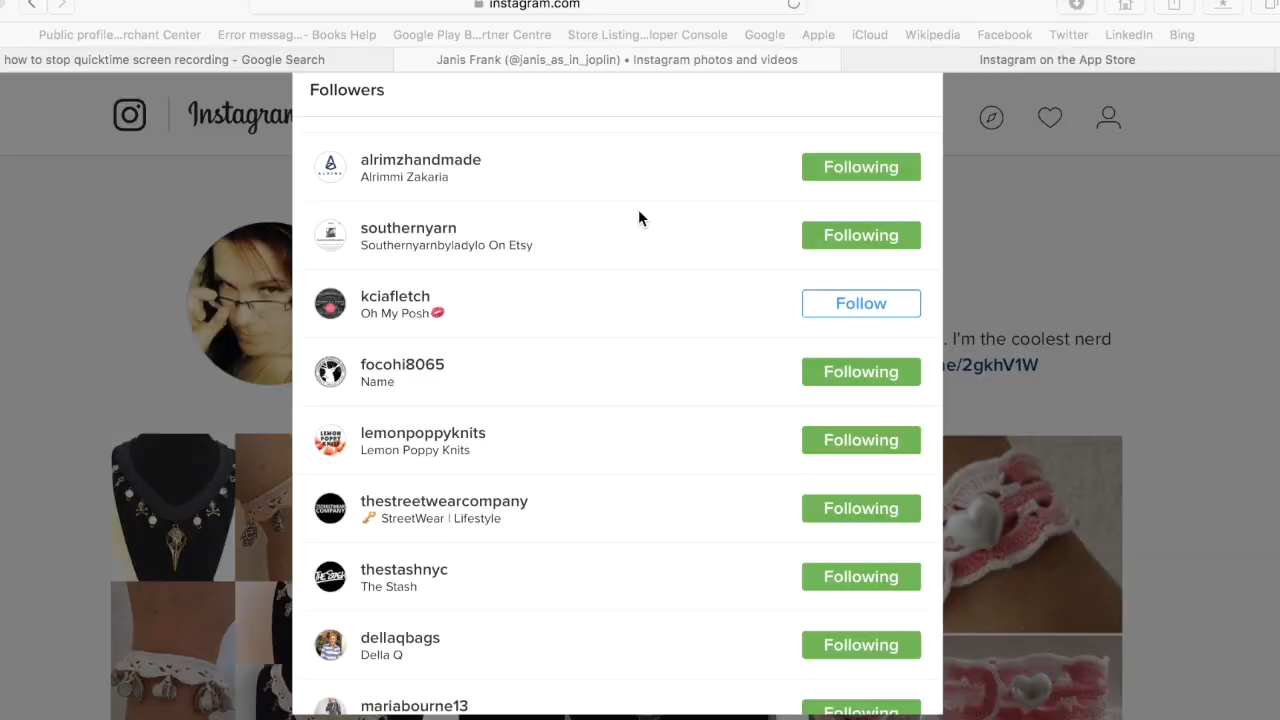 instagram.com
Public profile...rchant Center Error messag...- Books Help Google Play B...rtner Centre Store Listing...loper Console Google Apple iCloud Wikipedia Facebook Twitter LinkedIn Bing
how to stop quicktime screen recording - Google Search Janis Frank (@janis_as_in_joplin) • Instagram photos and videos Instagram on the App Store
Followers
Instagram
alrimzhandmade
Following
Alrimmi Zakaria
southernyarn
Following
Southernyarnbyladylo On Etsy
kciafletch
Follow
Oh My Posh💋
. I'm the coolest nerd
focohi8065
Following
e/2gkhV1W
Name
lemonpoppyknits
Following
Lemon Poppy Knits
LEMON
POPPY
KNITS
thestreetwearcompany
Following
🔑 StreetWear | Lifestyle
thestashnyc
Following
The Stash
dellaqbags
Following
Della Q
mariabourne13
Following